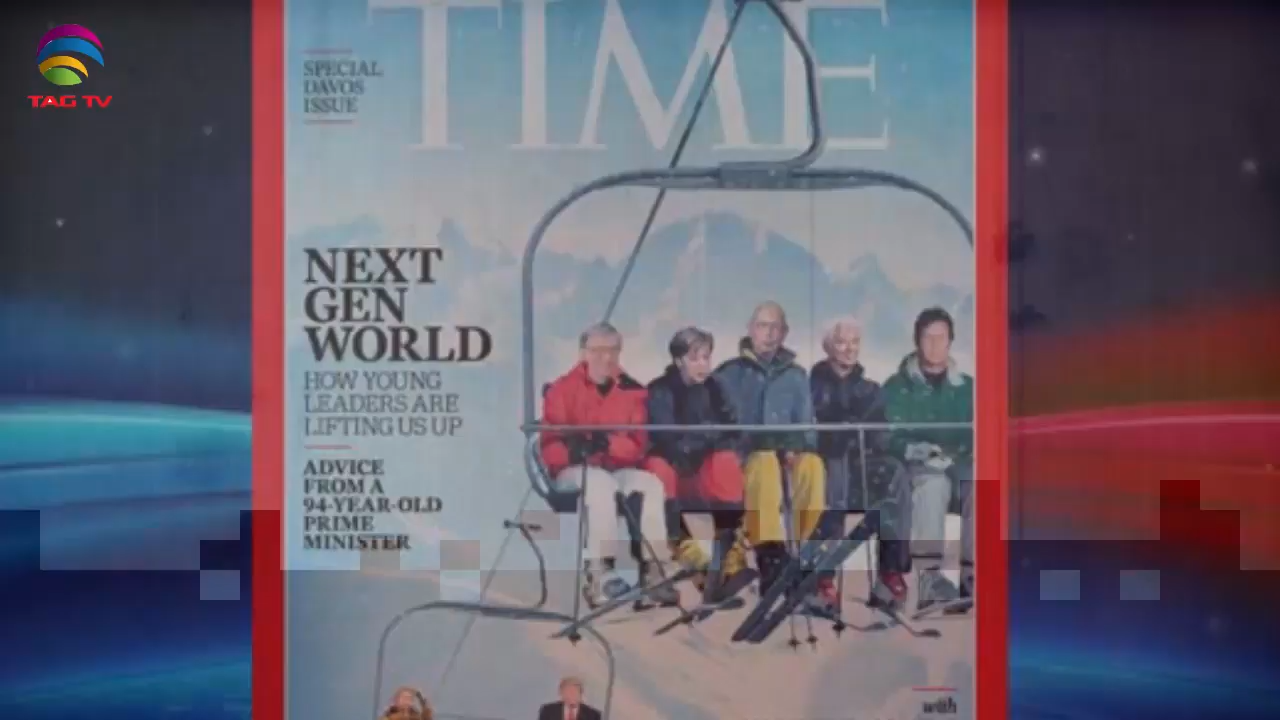 TAG TV
TIME
SPECIAL
DAVOS
ISSUE
NEXT
GEN
WORLD
HOW YOUNG
LEADERS ARE
LIFTING US UP
ADVICE
FROM A
94-YEAR-OLD
PRIME
MINISTER
with